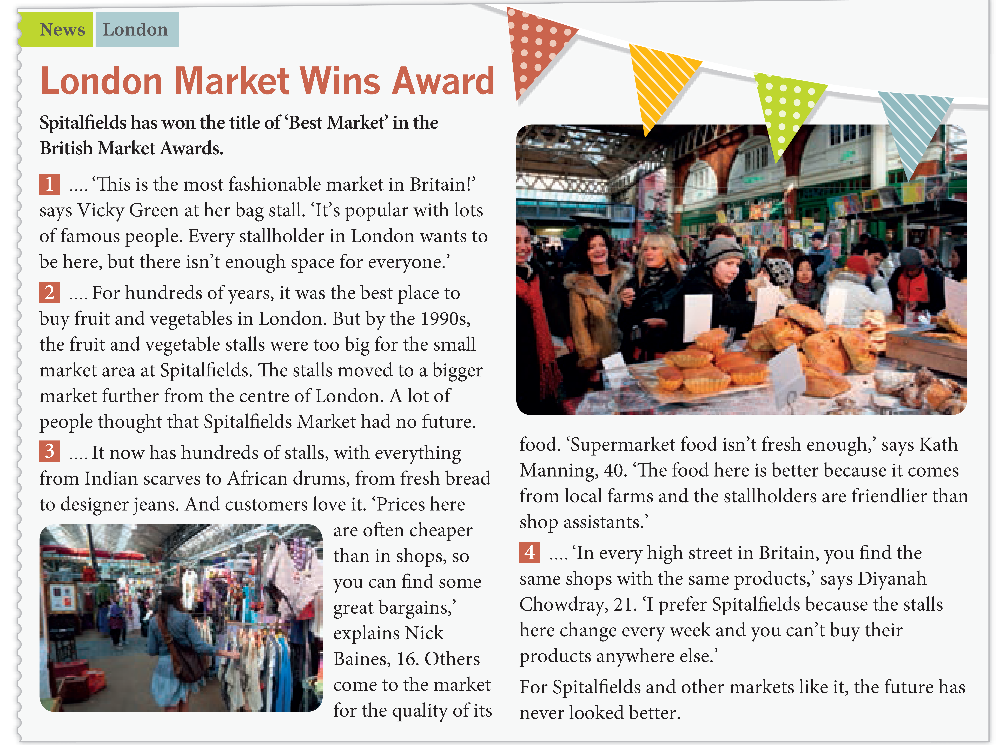 News London
London Market Wins Award
Spitalfields has won the title of ‘Best Market’ in the
British Market Awards.
1 .... ‘This is the most fashionable market in Britain!’
says Vicky Green at her bag stall. ‘It’s popular with lots
of famous people. Every stallholder in London wants to
be here, but there isn’t enough space for everyone.’
2 .... For hundreds of years, it was the best place to
buy fruit and vegetables in London. But by the 1990s,
the fruit and vegetable stalls were too big for the small
market area at Spitalfields. The stalls moved to a bigger
market further from the centre of London. A lot of
people thought that Spitalfields Market had no future.
3 .... It now has hundreds of stalls, with everything
from Indian scarves to African drums, from fresh bread
to designer jeans. And customers love it. ‘Prices here
are often cheaper
than in shops, so
you can find some
great bargains,’
explains Nick
Baines, 16. Others
come to the market
for the quality of its
food. ‘Supermarket food isn’t fresh enough,’ says Kath
Manning, 40. ‘The food here is better because it comes
from local farms and the stallholders are friendlier than
shop assistants.’
4 .... ‘In every high street in Britain, you find the
same shops with the same products,’ says Diyanah
Chowdray, 21. ‘I prefer Spitalfields because the stalls
here change every week and you can’t buy their
products anywhere else.’
For Spitalfields and other markets like it, the future has
never looked better.